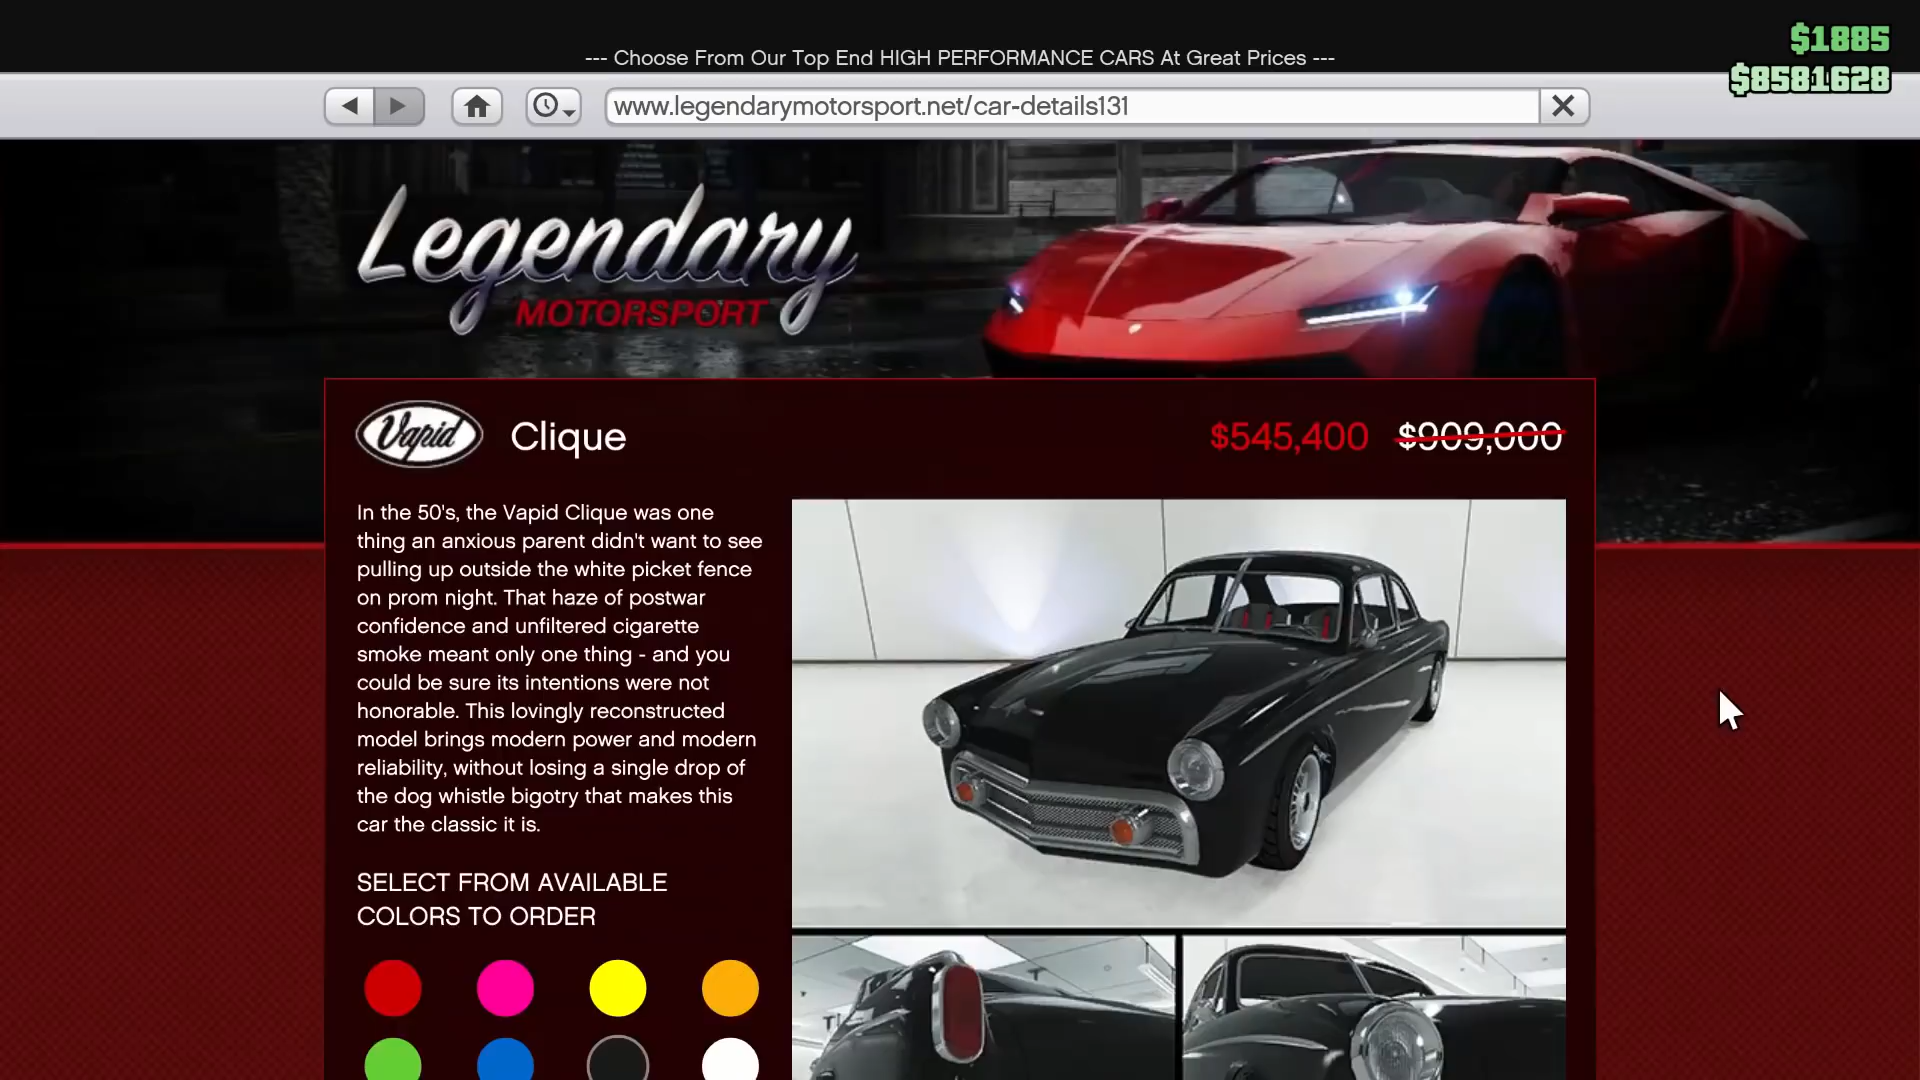 $1885
--- Choose From Our Top End HIGH PERFORMANCE CARS At Great Prices ---
$8581628
www.legendarymotorsport.net/car-details131
Legendary
MOTORSPORT
Vapid
Clique
$545,400 $909,000
In the 50's, the Vapid Clique was one
thing an anxious parent didn't want to see
pulling up outside the white picket fence
on prom night. That haze of postwar
confidence and unfiltered cigarette
smoke meant only one thing - and you
could be sure its intentions were not
honorable. This lovingly reconstructed
model brings modern power and modern
reliability, without losing a single drop of
the dog whistle bigotry that makes this
car the classic it is.
SELECT FROM AVAILABLE
COLORS TO ORDER